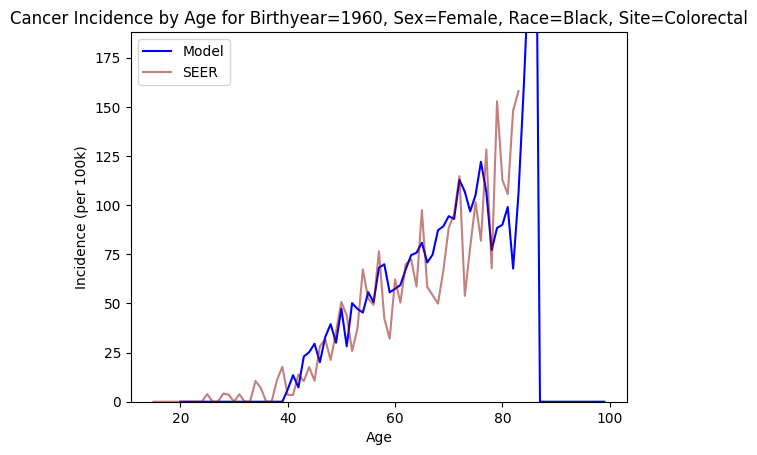 Cancer Incidence by Age for Birthyear=1960, Sex=Female, Race=Black, Site=Colorectal
Model
SEER
175
150
125
100
75
50
25
0
Incidence (per 100k)
20
40
60
80
100
Age